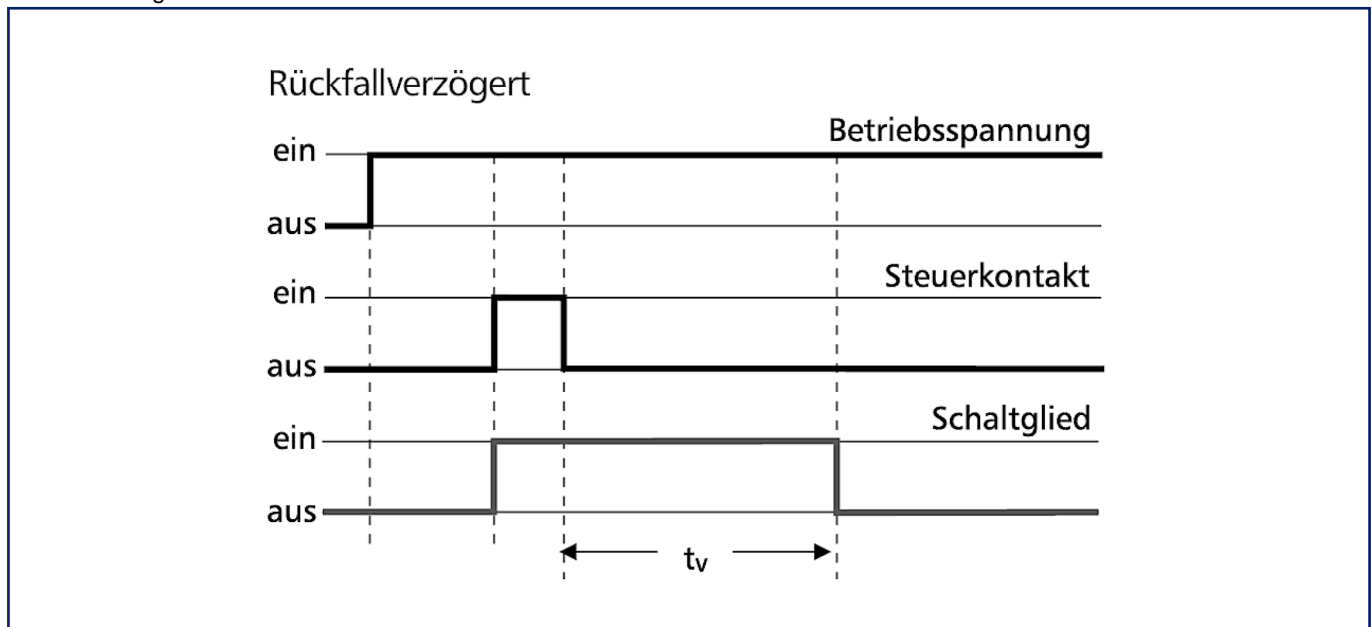 Rückfallverzögert
Betriebsspannung
ein
aus
Steuerkontakt
ein
aus
Schaltglied
ein
aus
tv